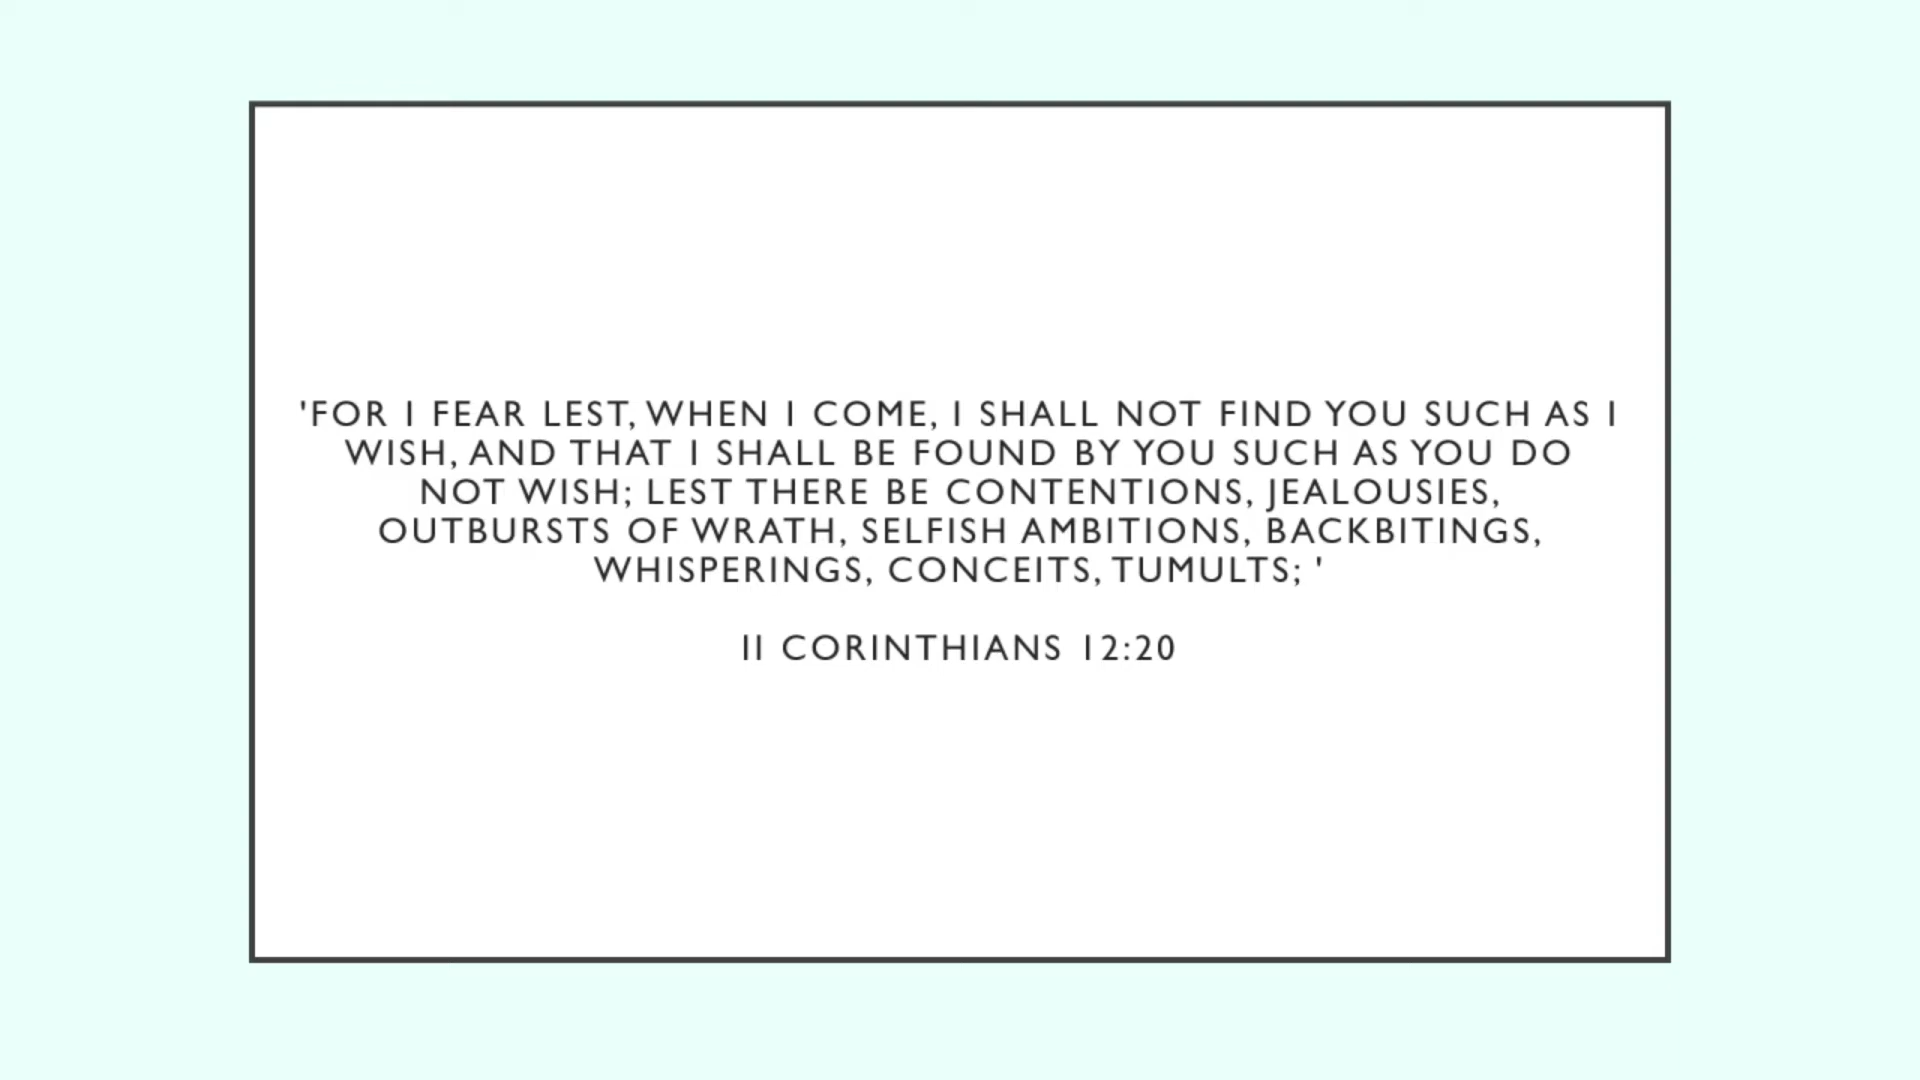 'FOR I FEAR LEST, WHEN I COME, I SHALL NOT FIND YOU SUCH AS I
WISH, AND THAT I SHALL BE FOUND BY YOU SUCH AS YOU DO
NOT WISH; LEST THERE BE CONTENTIONS, JEALOUSIES,
OUTBURSTS OF WRATH, SELFISH AMBITIONS, BACKBITINGS,
WHISPERINGS, CONCEITS, TUMULTS; '
II CORINTHIANS 12:20